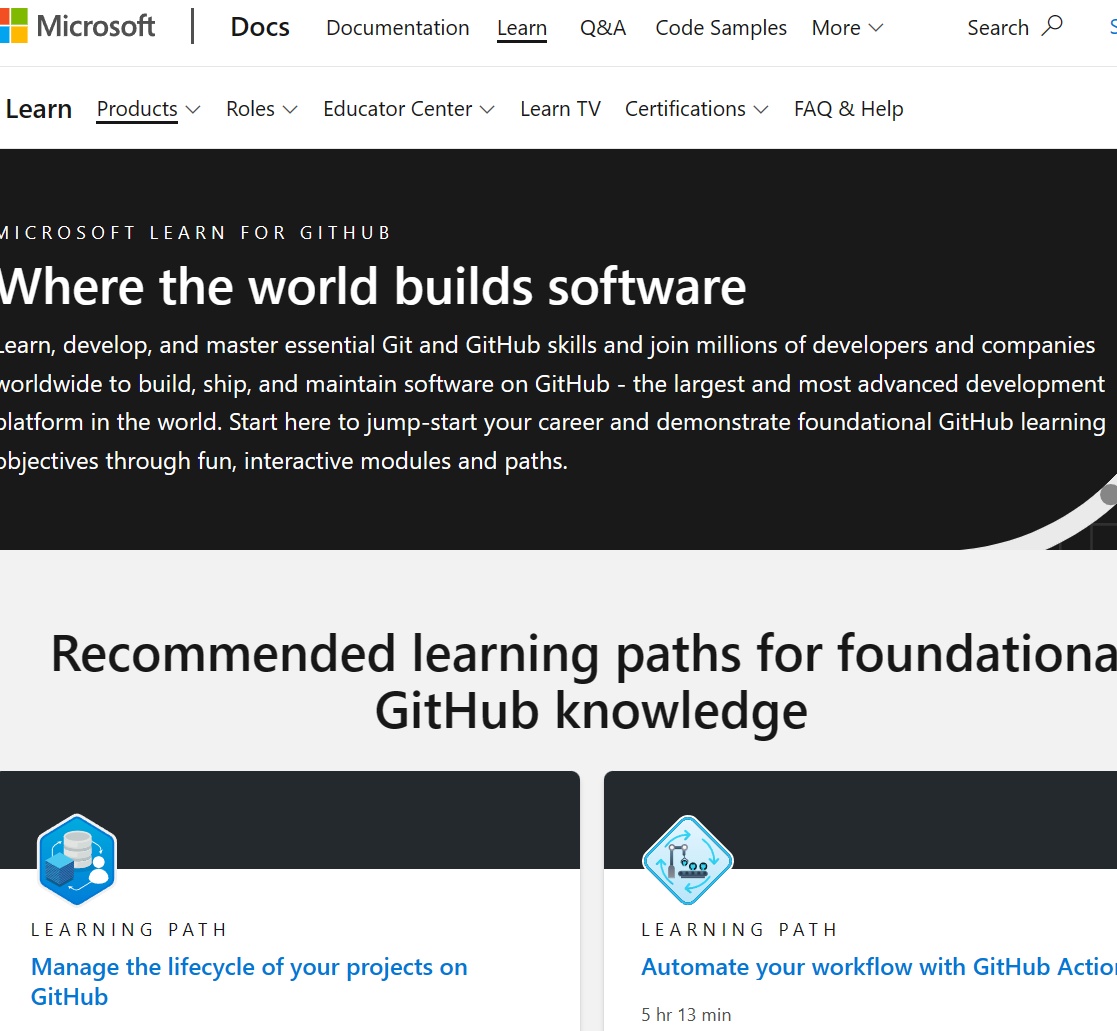 Microsoft Docs Documentation Learn Q&A Code Samples More Search
Learn Products Roles Educator Center Learn TV Certifications FAQ & Help
MICROSOFT LEARN FOR GITHUB
Where the world builds software
Learn, develop, and master essential Git and GitHub skills and join millions of developers and companies
worldwide to build, ship, and maintain software on GitHub - the largest and most advanced development
platform in the world. Start here to jump-start your career and demonstrate foundational GitHub learning
objectives through fun, interactive modules and paths.
Recommended learning paths for foundationa
GitHub knowledge
LEARNING PATH
Manage the lifecycle of your projects on
GitHub
LEARNING PATH
Automate your workflow with GitHub Actio
5 hr 13 min